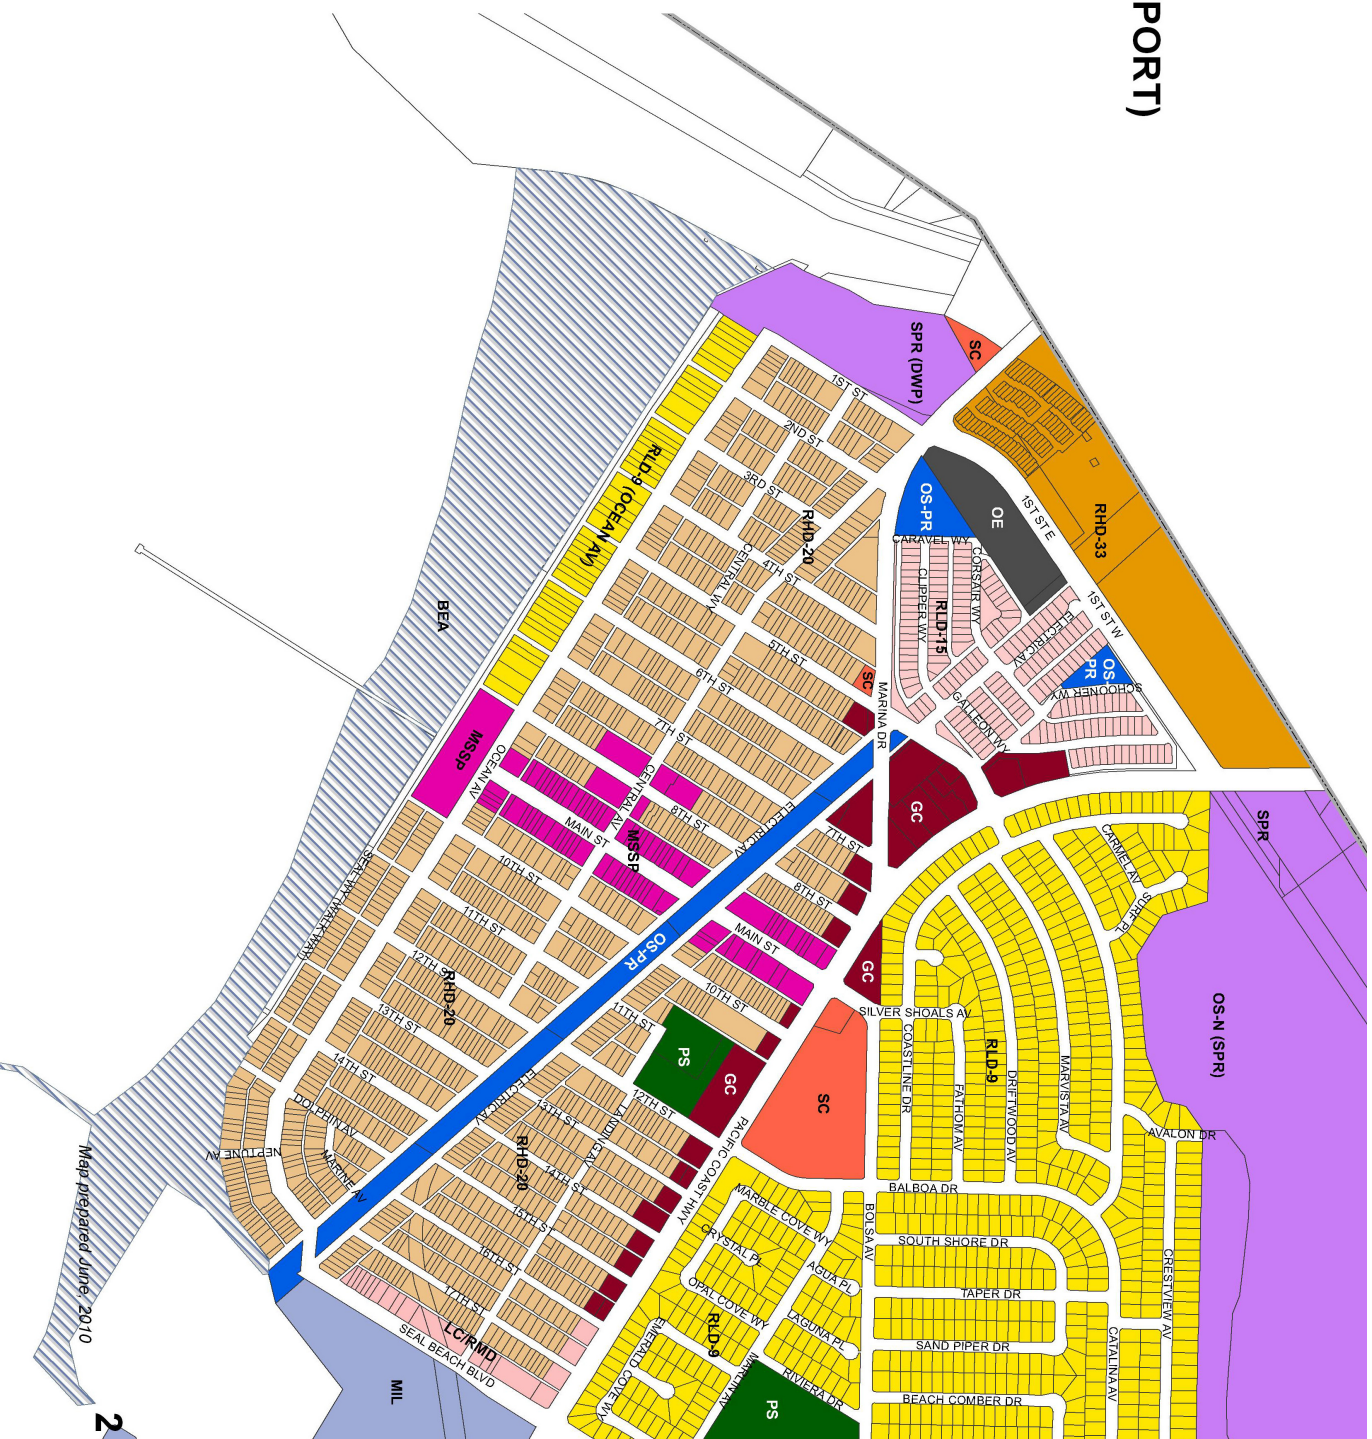 PORT)
SPR (DWP)
SC
1ST ST
2ND ST
3RD ST
RHD-20
4TH ST
CENTRAL WY
5TH ST
6TH ST
7TH ST
RLD-9 (OCEAN AV)
BEA
OS-PR
OE
1ST ST E
RHD-33
CARAVEL WY
CORSAIR WY
CLIPPER WY
RLD-15
ELECTRIC AV
1ST ST W
OS-
PR
SCHOONER WY
GALLEON WY
SC
MARINA DR
GC
SPR
MSSP
OCEAN AV
CENTRAL AV
8TH ST
ELECTRIC AV
MAIN ST
MSSP
7TH ST
8TH ST
MAIN ST
10TH ST
11TH ST
12TH ST
RHD-20
13TH ST
14TH ST
SEAL WY (WALK WAY)
OS-PR
10TH ST
11TH ST
PS
GC
12TH ST
GC
CARMEL AV
SURF PL
SILVER SHOALS AV
COASTLINE DR
FATHOM AV
RLD-9
DRIFTWOOD AV
MARVISTA AV
OS-N (SPR)
AVALON DR
SC
PACIFIC COAST HWY
BALBOA DR
BOLSA AV
SOUTH SHORE DR
TAPER DR
SAND PIPER DR
BEACH COMBER DR
CATALINA AV
CRESTVIEW AV
MARBLE COVE WY
CRYSTAL PL
AGUA PL
OPAL COVE WY
LAGUNA PL
RLD-9
EMERALD COVE WY
MARLIN AV
RIVIERA DR
PS
ELECTRIC AV
13TH ST
LANDING AV
RHD-20
14TH ST
15TH ST
16TH ST
17TH ST
LC/RMD
SEAL BEACH BLVD
DOLPHIN AV
MARINE AV
NEPTUNE AV
MIL
Map prepared June, 2010
2